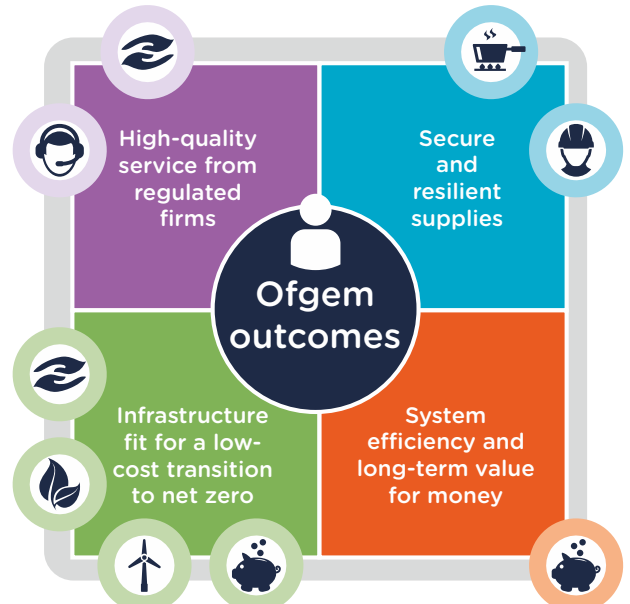 High-quality
service from
regulated
firms
Secure
and
resilient
supplies
Ofgem
outcomes
Infrastructure
fit for a low-
cost transition
to net zero
System
efficiency and
long-term value
for money